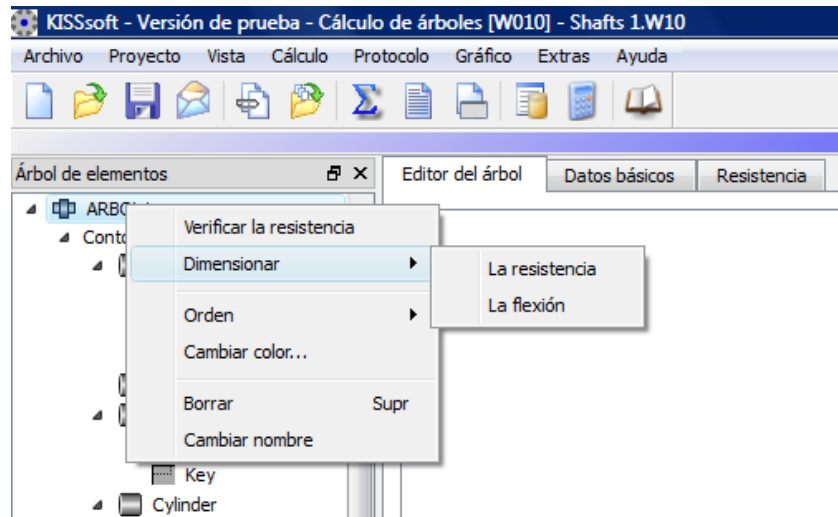 KISSsoft - Versión de prueba - Cálculo de árboles [W010] - Shafts 1.W10
Archivo Proyecto Vista Cálculo Protocolo Gráfico Extras Ayuda
Árbol de elementos
Editor del árbol Datos básicos Resistencia
Verificar la resistencia
Dimensionar
La resistencia
La flexión
Orden
Cambiar color...
Borrar Supr
Cambiar nombre
Key
Cylinder